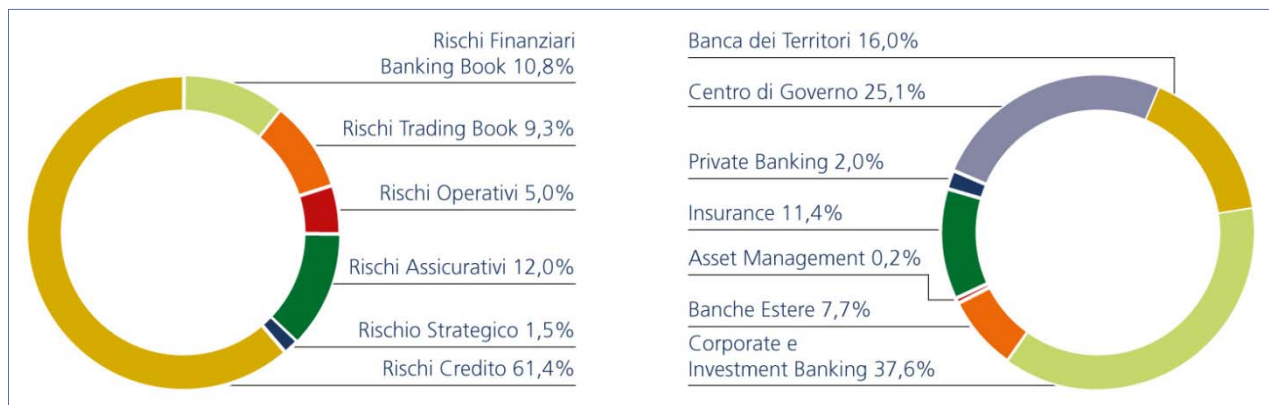 Rischi Finanziari
Banking Book 10,8%
Rischi Trading Book 9,3%
Rischi Operativi 5,0%
Rischi Assicurativi 12,0%
Rischio Strategico 1,5%
Rischi Credito 61,4%
Banca dei Territori 16,0%
Centro di Governo 25,1%
Private Banking 2,0%
Insurance 11,4%
Asset Management 0,2%
Banche Estere 7,7%
Corporate e
Investment Banking 37,6%